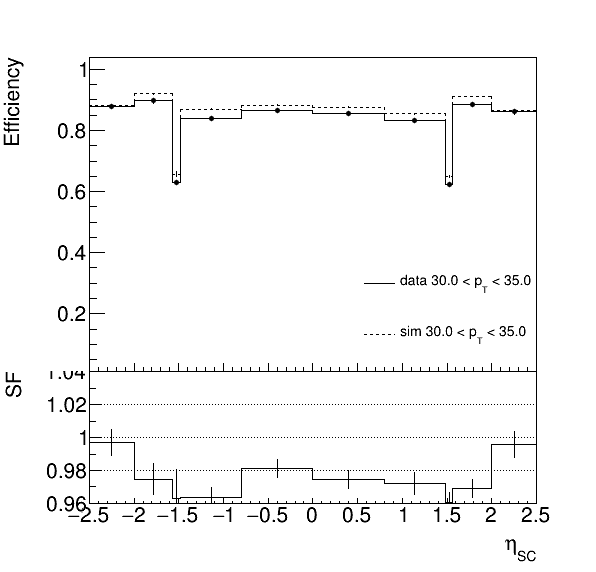 Efficiency
1
0.8
0.6
0.4
0.2
data 30.0 < p_T < 35.0
sim 30.0 < p_T < 35.0
SF
1.04
1.02
1
0.98
0.96
−2.5 −2 −1.5 −1 −0.5 0 0.5 1 1.5 2 2.5
η_SC